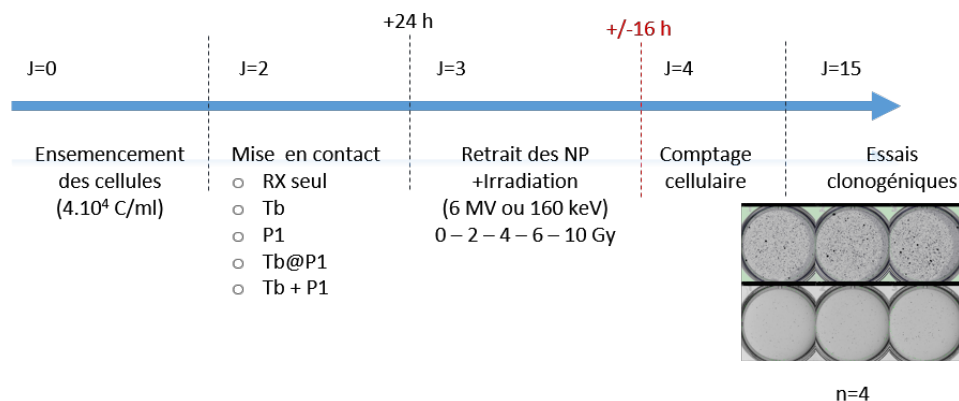 +24 h
+/-16 h
J=0
J=2
J=3
J=4
J=15
Ensemencement
des cellules
(4.10⁴ C/ml)
Mise en contact
o RX seul
o Tb
o P1
o Tb@P1
o Tb + P1
Retrait des NP
+Irradiation
(6 MV ou 160 keV)
0 – 2 – 4 – 6 – 10 Gy
Comptage
cellulaire
Essais
clonogéniques
n=4